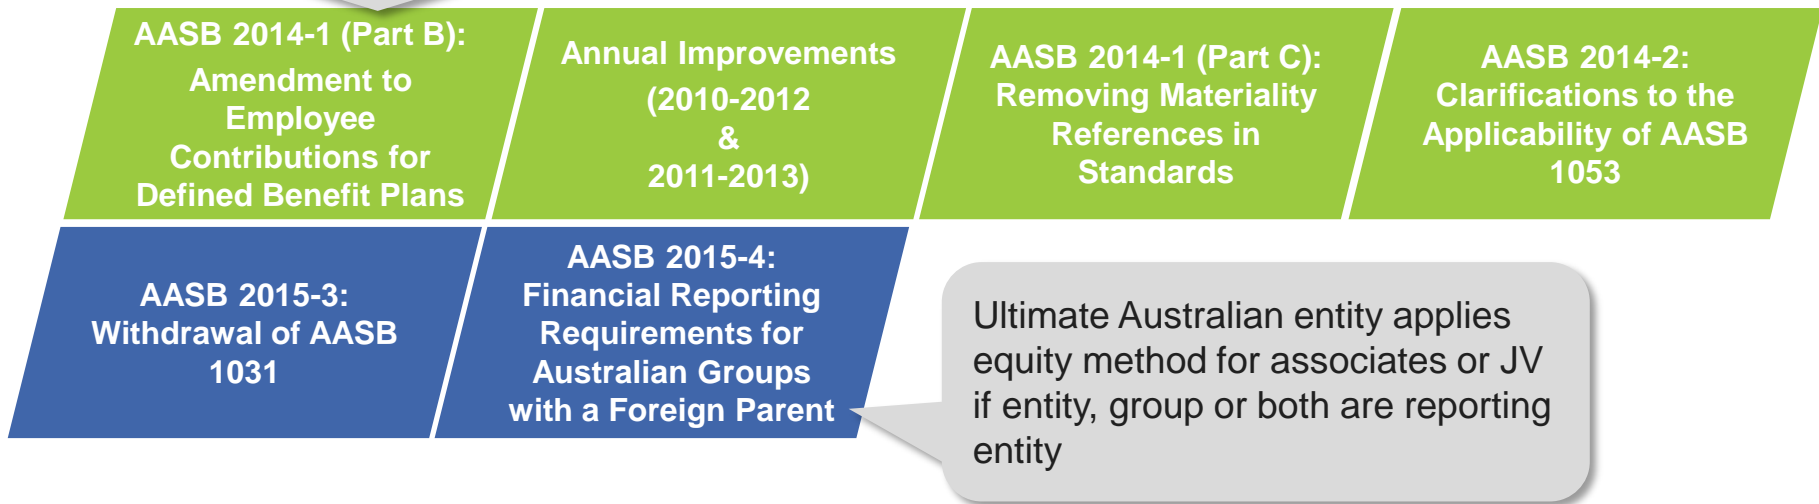 AASB 2014-1 (Part B):
Amendment to
Employee
Contributions for
Defined Benefit Plans
Annual Improvements
(2010-2012
&
2011-2013)
AASB 2014-1 (Part C):
Removing Materiality
References in
Standards
AASB 2014-2:
Clarifications to the
Applicability of AASB
1053
AASB 2015-3:
Withdrawal of AASB
1031
AASB 2015-4:
Financial Reporting
Requirements for
Australian Groups
with a Foreign Parent
Ultimate Australian entity applies
equity method for associates or JV
if entity, group or both are reporting
entity